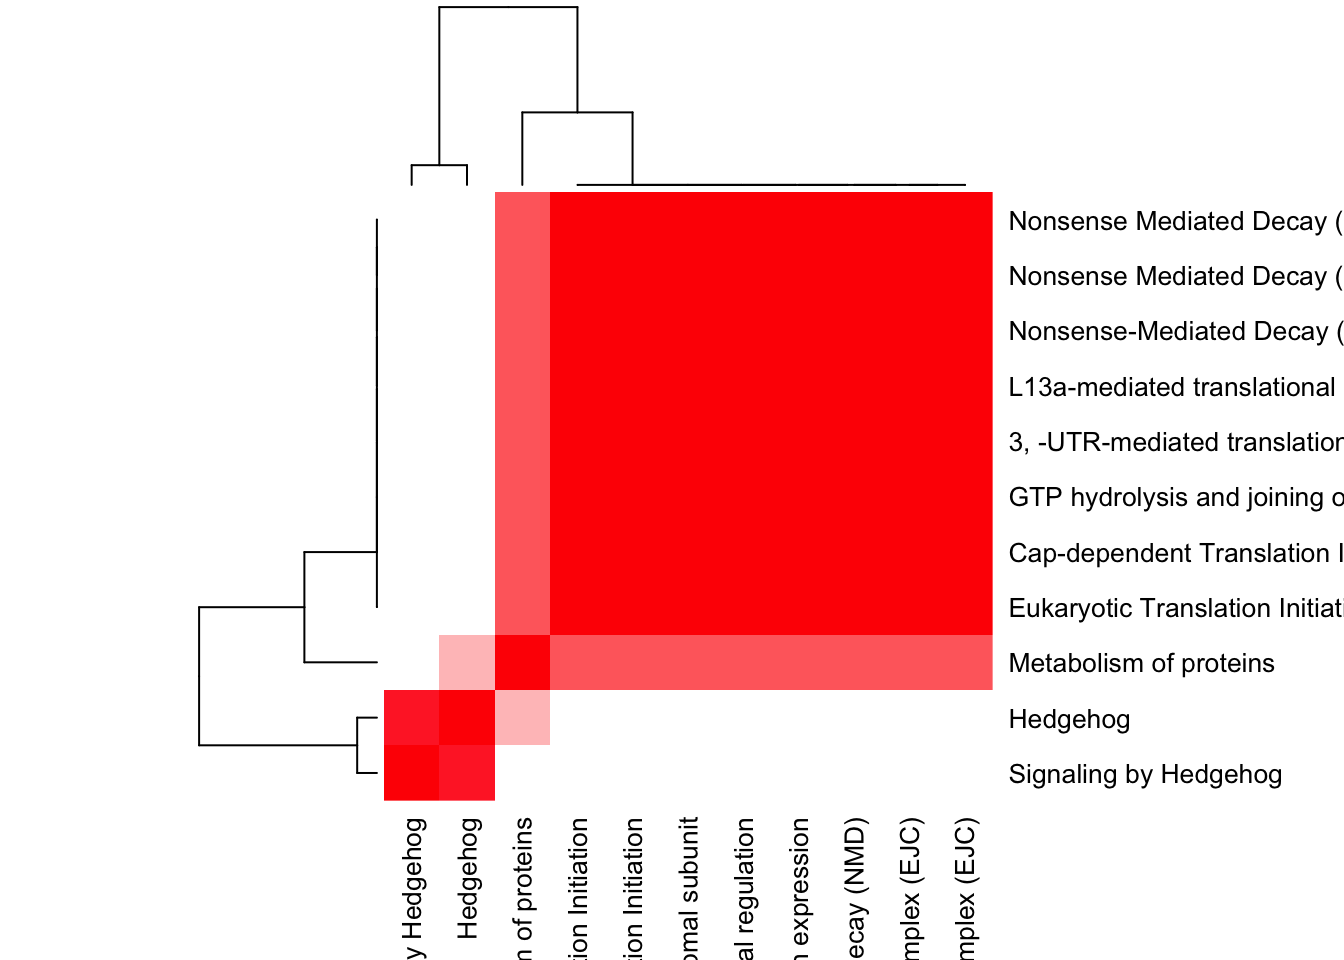 Nonsense Mediated Decay (
Nonsense Mediated Decay (
Nonsense-Mediated Decay (
L13a-mediated translational
3, -UTR-mediated translation
GTP hydrolysis and joining o
Cap-dependent Translation I
Eukaryotic Translation Initiati
Metabolism of proteins
Hedgehog
Signaling by Hedgehog
y Hedgehog
Hedgehog
m of proteins
tion Initiation
tion Initiation
omal subunit
al regulation
n expression
ecay (NMD)
mplex (EJC)
mplex (EJC)